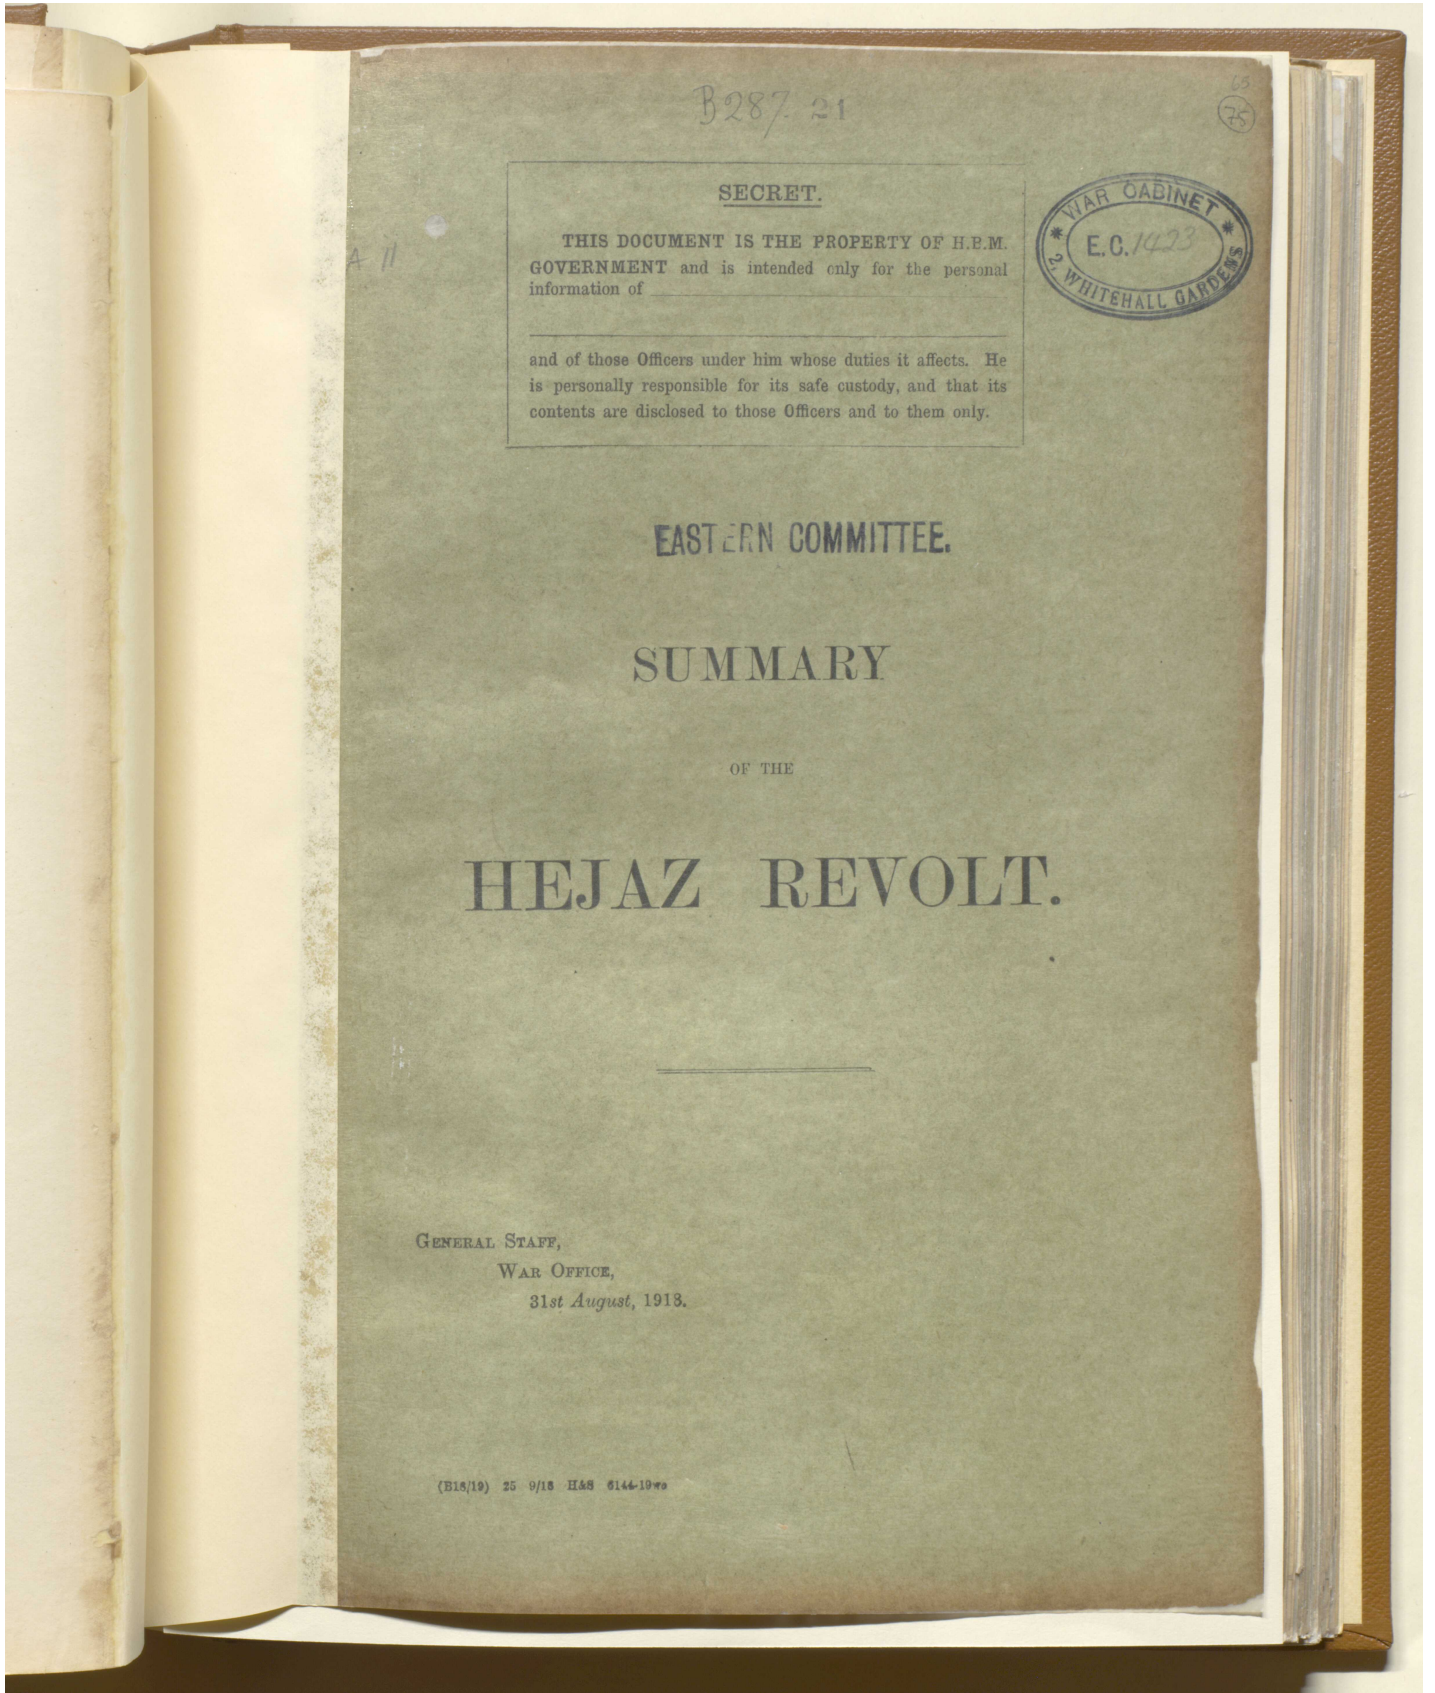 B287. 21
65
75
SECRET.
THIS DOCUMENT IS THE PROPERTY OF H.B.M.
GOVERNMENT and is intended only for the personal
information of
and of those Officers under him whose duties it affects. He
is personally responsible for its safe custody, and that its
contents are disclosed to those Officers and to them only.
WAR CABINET
E.C. 1423
2, WHITEHALL GARDENS
A 11
EASTERN COMMITTEE.
SUMMARY
OF THE
HEJAZ REVOLT.
GENERAL STAFF,
WAR OFFICE,
31st August, 1918.
(B18/19) 25 9/18 H&S 6144-19wo